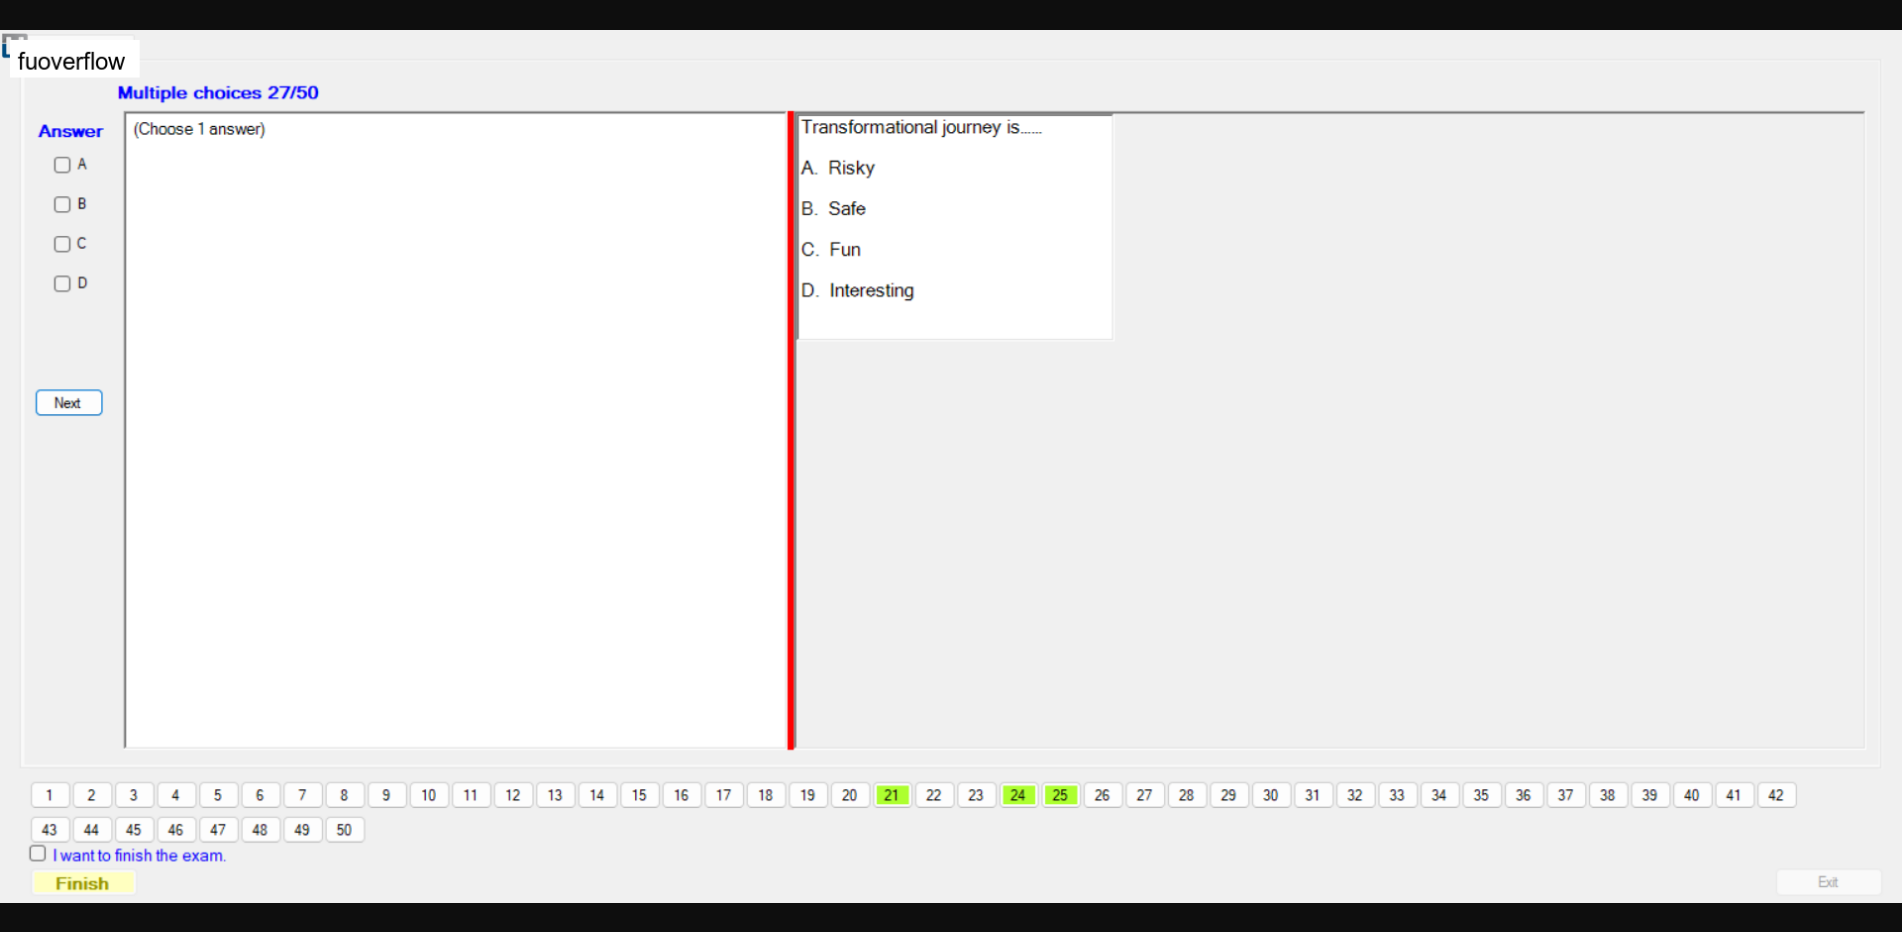 fuoverflow
Multiple choices 27/50
Answer
(Choose 1 answer)
A
B
C
D
Next
Transformational journey is......
A. Risky
B. Safe
C. Fun
D. Interesting
1 2 3 4 5 6 7 8 9 10 11 12 13 14 15 16 17 18 19 20 21 22 23 24 25 26 27 28 29 30 31 32 33 34 35 36 37 38 39 40 41 42
43 44 45 46 47 48 49 50
I want to finish the exam.
Finish
Exit